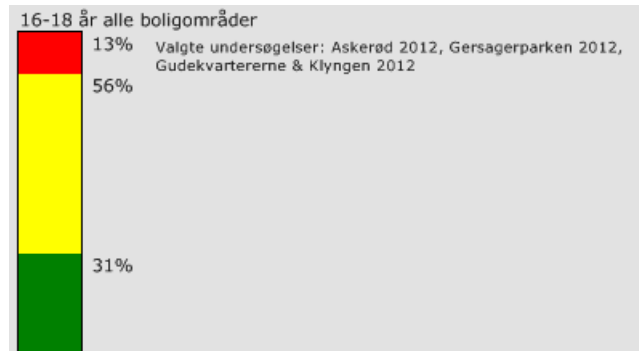 16-18 år alle boligområder
13%
Valgte undersøgelser: Askerød 2012, Gersagerparken 2012,
Gudekvartererne & Klyngen 2012
56%
31%